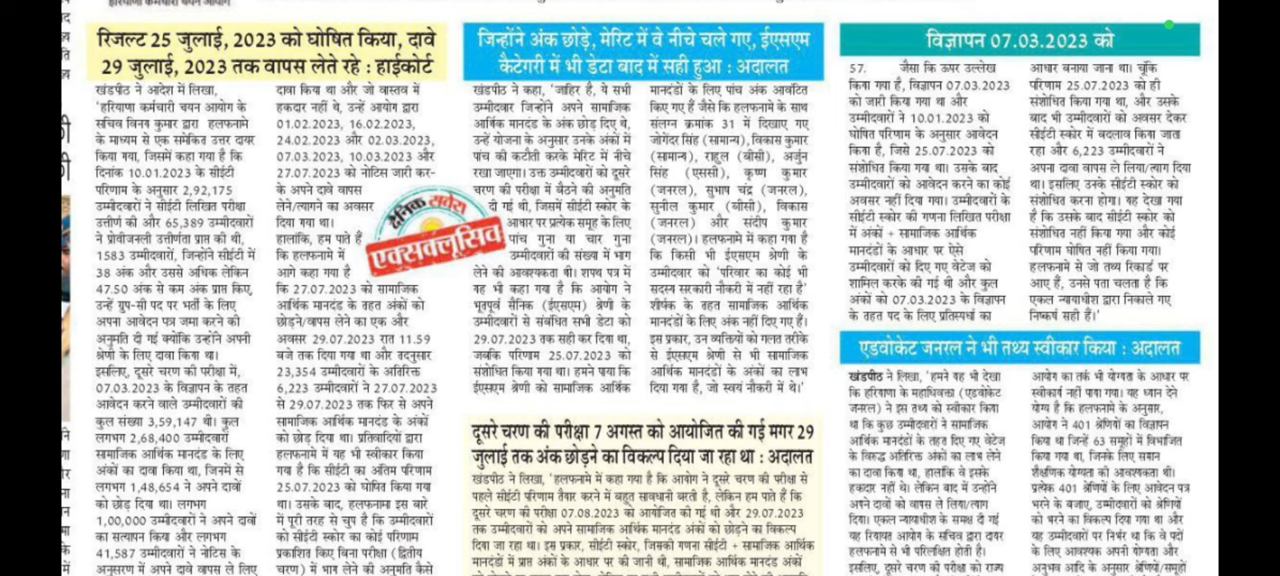 हरियाणा कर्मचारी चयन आयोग
रिजल्ट 25 जुलाई, 2023 को घोषित किया, दावे
29 जुलाई, 2023 तक वापस लेते रहे : हाईकोर्ट
खंडपीठ ने आदेश में लिखा,
'हरियाणा कर्मचारी चयन आयोग के
सचिव विनय कुमार द्वारा हलफनामे
के माध्यम से एक समेकित उत्तर दायर
किया गया, जिसमें कहा गया है कि
दिनांक 10.01.2023 के सीईटी
परिणाम के अनुसार 2,92,175
उम्मीदवारों ने सीईटी लिखित परीक्षा
उत्तीर्ण की और 65,389 उम्मीदवारों
ने प्रोवीजनली उत्तीर्णता प्राप्त की थी,
1583 उम्मीदवारों, जिन्होंने सीईटी में
38 अंक और उससे अधिक लेकिन
47.50 अंक से कम अंक प्राप्त किए,
उन्हें ग्रुप-सी पद पर भर्ती के लिए
अपना आवेदन पत्र जमा करने की
अनुमति दी गई क्योंकि उन्होंने अपनी
श्रेणी के लिए दावा किया था।
इसलिए, दूसरे चरण की परीक्षा में,
07.03.2023 के विज्ञापन के तहत
आवेदन करने वाले उम्मीदवारों की
कुल संख्या 3,59,147 थी। कुल
लगभग 2,68,400 उम्मीदवारों
सामाजिक आर्थिक मानदंड के लिए
अंकों का दावा किया था, जिनमें से
लगभग 1,48,654 ने अपने दावों
को छोड़ दिया था। लगभग
1,00,000 उम्मीदवारों ने अपने दावों
का सत्यापन किया और लगभग
41,587 उम्मीदवारों ने नोटिस के
अनुसरण में अपने दावे वापस ले लिए
दावा किया था और जो वास्तव में
हकदार नहीं थे, उन्हें आयोग द्वारा
01.02.2023, 16.02.2023,
24.02.2023 और 02.03.2023,
07.03.2023, 10.03.2023 और
27.07.2023 को नोटिस जारी कर-
के अपने दावे वापस
लेने/त्यागने का अवसर
दिया गया था।
हालांकि, हम पाते हैं
कि हलफनामे में
आगे कहा गया है
कि 27.07.2023 को सामाजिक
आर्थिक मानदंड के तहत अंकों को
छोड़ने/वापस लेने का एक और
अवसर 29.07.2023 रात 11.59
बजे तक दिया गया था और तदनुसार
23,354 उम्मीदवारों के अतिरिक्त
6,223 उम्मीदवारों ने 27.07.2023
से 29.07.2023 तक फिर से अपने
सामाजिक आर्थिक मानदंड के अंकों
को छोड़ दिया था। प्रतिवादियों द्वारा
हलफनामे में यह भी स्वीकार किया
गया है कि सीईटी का अंतिम परिणाम
25.07.2023 को घोषित किया गया
था। उसके बाद, हलफनामा इस बारे
में पूरी तरह से चुप है कि उम्मीदवारों
को सीईटी स्कोर का कोई परिणाम
प्रकाशित किए बिना परीक्षा (द्वितीय
चरण) में भाग लेने की अनुमति कैसे
दैनिक सवेरा
एक्सक्लूसिव
जिन्होंने अंक छोड़े, मेरिट में वे नीचे चले गए, ईएसएम
कैटेगरी में भी डेटा बाद में सही हुआ : अदालत
खंडपीठ ने कहा, 'जाहिर है, ये सभी
उम्मीदवार जिन्होंने अपने सामाजिक
आर्थिक मानदंड के अंक छोड़ दिए थे,
उन्हें योजना के अनुसार उनके अंकों में
पांच की कटौती करके मेरिट में नीचे
रखा जाएगा। उक्त उम्मीदवारों को दूसरे
चरण की परीक्षा में बैठने की अनुमति
दी गई थी, जिसमें सीईटी स्कोर के
आधार पर प्रत्येक समूह के लिए
पांच गुना या चार गुना
उम्मीदवारों की संख्या में भाग
लेने की आवश्यकता थी। शपथ पत्र में
यह भी कहा गया है कि आयोग ने
भूतपूर्व सैनिक (ईएसएम) श्रेणी के
उम्मीदवारों से संबंधित सभी डेटा को
29.07.2023 तक सही कर दिया था,
जबकि परिणाम 25.07.2023 को
संशोधित किया गया था। हमने पाया कि
ईएसएम श्रेणी को सामाजिक आर्थिक
मानदंडों के लिए पांच अंक आवंटित
किए गए हैं जैसे कि हलफनामे के साथ
संलग्न क्रमांक 31 में दिखाए गए
जोगेंदर सिंह (सामान्य), विकास कुमार
(सामान्य), राहुल (बीसी), अर्जुन
सिंह (एससी), कृष्ण कुमार
(जनरल), सुभाष चंद्र (जनरल),
सुनील कुमार (बीसी), विकास
(जनरल) और संदीप कुमार
(जनरल)। हलफनामे में कहा गया है
कि किसी भी ईएसएम श्रेणी के
उम्मीदवार को 'परिवार का कोई भी
सदस्य सरकारी नौकरी में नहीं रहा है'
शीर्षक के तहत सामाजिक आर्थिक
मानदंडों के लिए अंक नहीं दिए गए हैं।
इस प्रकार, उन व्यक्तियों को गलत तरीके
से ईएसएम श्रेणी से भी सामाजिक
आर्थिक मानदंडों के अंकों का लाभ
दिया गया है, जो स्वयं नौकरी में थे।'
दूसरे चरण की परीक्षा 7 अगस्त को आयोजित की गई मगर 29
जुलाई तक अंक छोड़ने का विकल्प दिया जा रहा था : अदालत
खंडपीठ ने लिखा, 'हलफनामे में कहा गया है कि आयोग ने दूसरे चरण की परीक्षा से
पहले सीईटी परिणाम तैयार करने में बहुत सावधानी बरती है, लेकिन हम पाते हैं कि
दूसरे चरण की परीक्षा 07.08.2023 को आयोजित की गई थी और 29.07.2023
तक उम्मीदवारों को अपने सामाजिक आर्थिक मानदंड अंकों को छोड़ने का विकल्प
दिया जा रहा था। इस प्रकार, सीईटी स्कोर, जिसकी गणना सीईटी + सामाजिक आर्थिक
मानदंडों में प्राप्त अंकों के आधार पर की जानी थी, सामाजिक आर्थिक मानदंड अंकों
विज्ञापन 07.03.2023 को
57. जैसा कि ऊपर उल्लेख
किया गया है, विज्ञापन 07.03.2023
को जारी किया गया था और
उम्मीदवारों ने 10.01.2023 को
घोषित परिणाम के अनुसार आवेदन
किया है, जिसे 25.07.2023 को
संशोधित किया गया था। उसके बाद
उम्मीदवारों को आवेदन करने का कोई
अवसर नहीं दिया गया। उम्मीदवारों के
सीईटी स्कोर की गणना लिखित परीक्षा
में अंकों + सामाजिक आर्थिक
मानदंडों के आधार पर ऐसे
उम्मीदवारों को दिए गए वेटेज को
शामिल करके की गई थी और कुल
अंकों को 07.03.2023 के विज्ञापन
के तहत पद के लिए प्रतिस्पर्धा का
आधार बनाया जाना था। चूंकि
परिणाम 25.07.2023 को ही
संशोधित किया गया था, और उसके
बाद भी उम्मीदवारों को अवसर देकर
सीईटी स्कोर में बदलाव किया जाता
रहा और 6,223 उम्मीदवारों ने
अपना दावा वापस ले लिया/त्याग दिया
था। इसलिए उनके सीईटी स्कोर को
संशोधित करना होगा। यह देखा गया
है कि उसके बाद सीईटी स्कोर को
संशोधित नहीं किया गया और कोई
परिणाम घोषित नहीं किया गया।
हलफनामे से जो तथ्य रिकार्ड पर
आए हैं, उनसे पता चलता है कि
एकल न्यायाधीश द्वारा निकाले गए
निष्कर्ष सही हैं।'
एडवोकेट जनरल ने भी तथ्य स्वीकार किया : अदालत
खंडपीठ ने लिखा, 'हमने यह भी देखा
कि हरियाणा के महाधिवक्ता (एडवोकेट
जनरल) ने इस तथ्य को स्वीकार किया
था कि कुछ उम्मीदवारों ने सामाजिक
आर्थिक मानदंडों के तहत दिए गए वेटेज
के विरुद्ध अतिरिक्त अंकों का लाभ लेने
का दावा किया था, हालांकि वे इसके
हकदार नहीं थे। लेकिन बाद में उन्होंने
अपने दावों को वापस ले लिया/त्याग
दिया। एकल न्यायाधीश के समक्ष दी गई
यह रियायत आयोग के सचिव द्वारा दायर
हलफनामे से भी परिलक्षित होती है।
इसलिए, दूसरे चरण की परीक्षा को राज्य
आयोग का तर्क भी योग्यता के आधार पर
स्वीकार्य नहीं पाया गया। यह ध्यान देने
योग्य है कि हलफनामे के अनुसार,
आयोग ने 401 श्रेणियों का विज्ञापन
किया था जिन्हें 63 समूहों में विभाजित
किया गया था, जिनके लिए समान
शैक्षणिक योग्यता की आवश्यकता थी।
प्रत्येक 401 श्रेणियों के लिए आवेदन पत्र
भरने के बजाए, उम्मीदवारों को श्रेणियों
को भरने का विकल्प दिया गया था और
यह उम्मीदवारों पर निर्भर था कि वे पदों
के लिए आवश्यक अपनी योग्यता और
अनुभव आदि के अनुसार श्रेणियों/समूहों